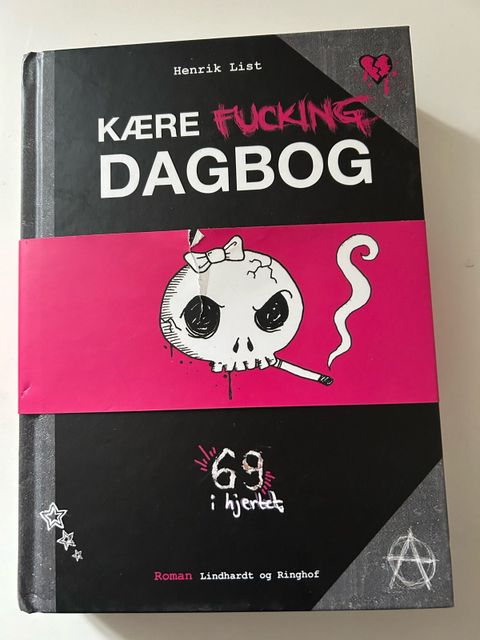 Henrik List
KÆRE FUCKING
DAGBOG
69
i hjertet
Roman Lindhardt og Ringhof
A